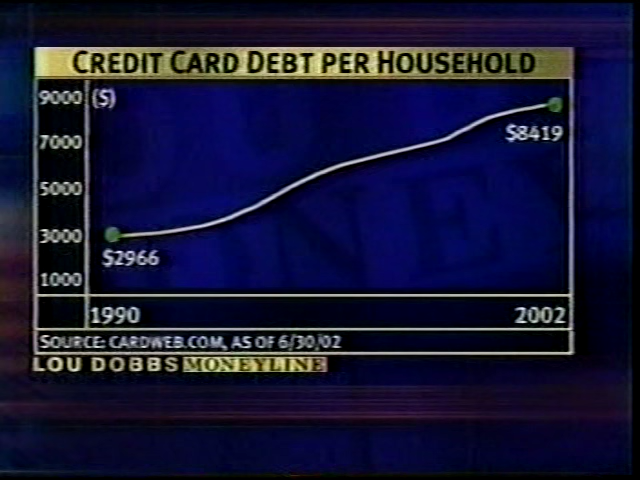 CREDIT CARD DEBT PER HOUSEHOLD
9000 ($)
7000
$8419
5000
3000
$2966
1000
1990 2002
SOURCE: CARDWEB.COM, AS OF 6/30/02
LOU DOBBS MONEYLINE